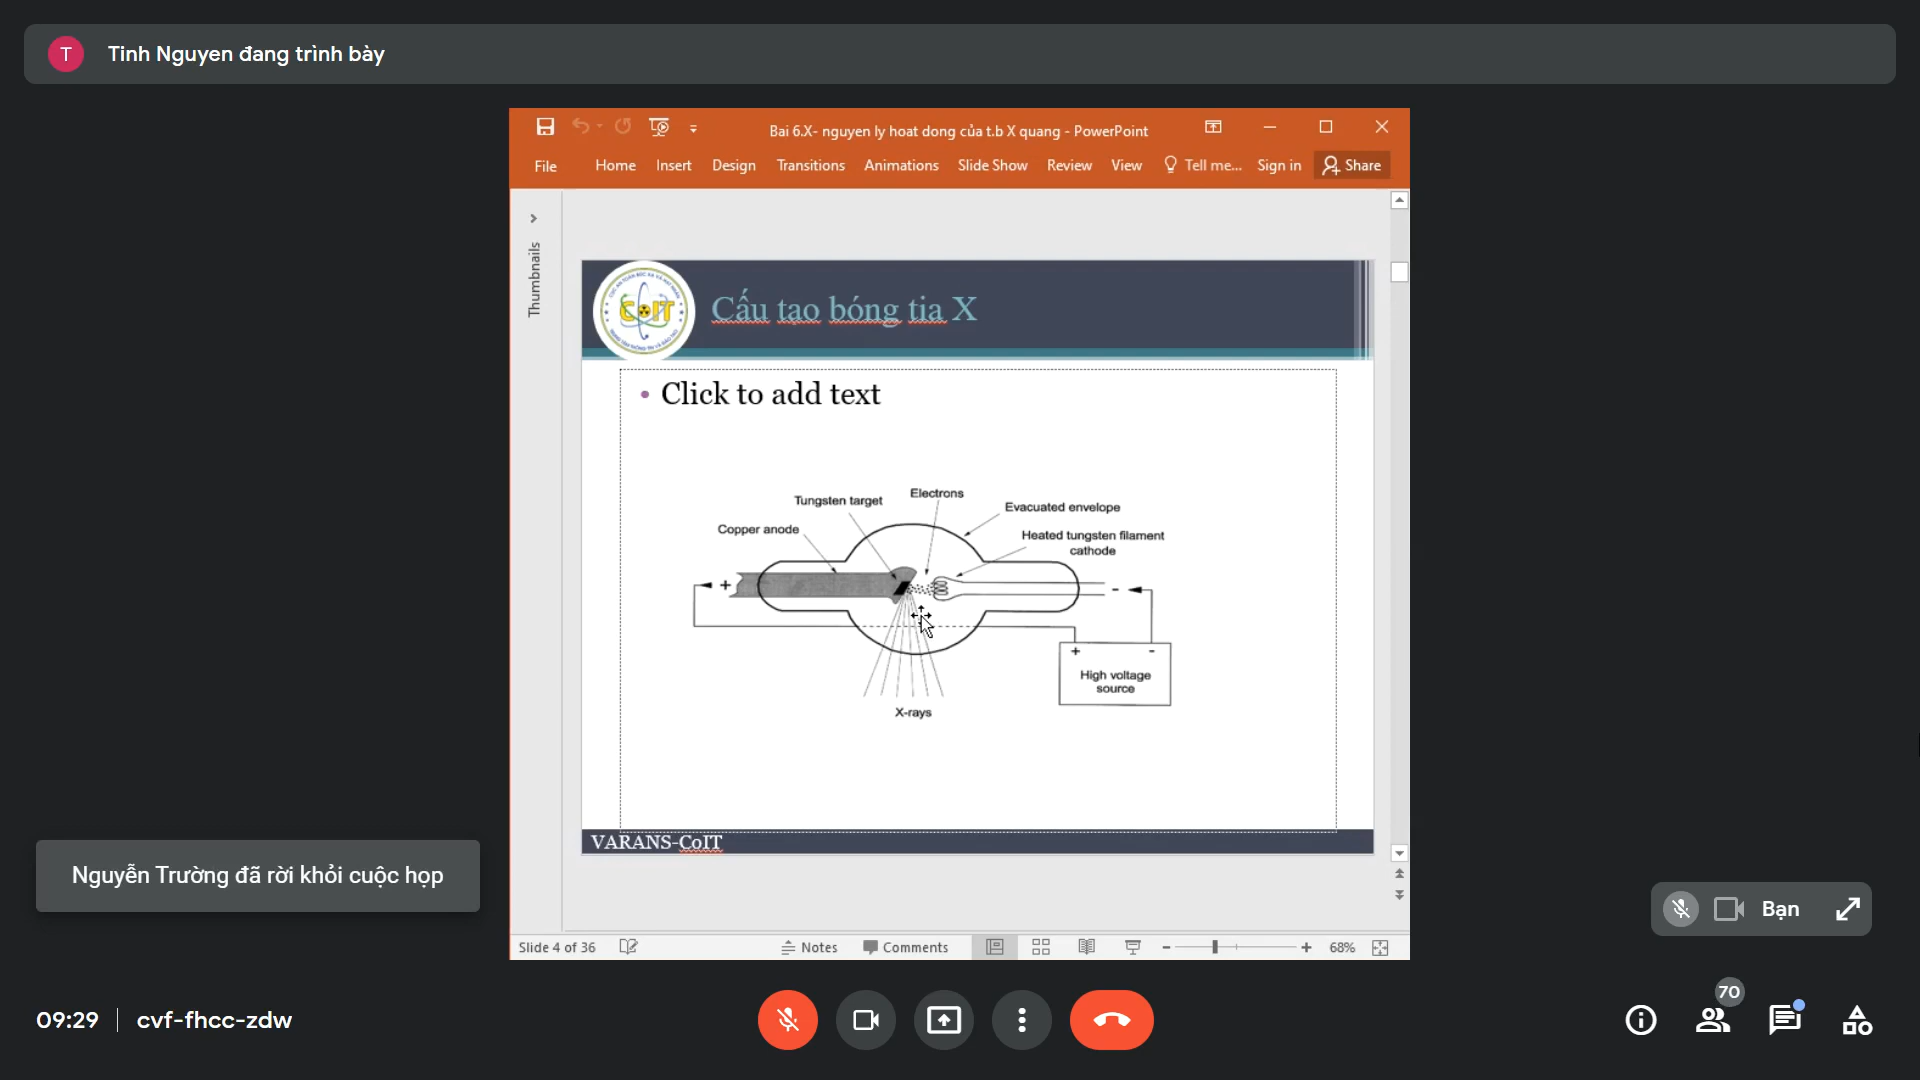 T
Tinh Nguyen đang trình bày
Bai 6.X- nguyen ly hoat dong của t.b X quang - PowerPoint
File Home Insert Design Transitions Animations Slide Show Review View Tell me... Sign in Share
Thumbnails
CoIT
Cấu tạo bóng tia X
• Click to add text
Tungsten target
Electrons
Evacuated envelope
Copper anode
Heated tungsten filament
cathode
+
-
+ -
High voltage
source
X-rays
VARANS-CoIT
Nguyễn Trường đã rời khỏi cuộc họp
Bạn
Slide 4 of 36 Notes Comments 68%
70
09:29 cvf-fhcc-zdw